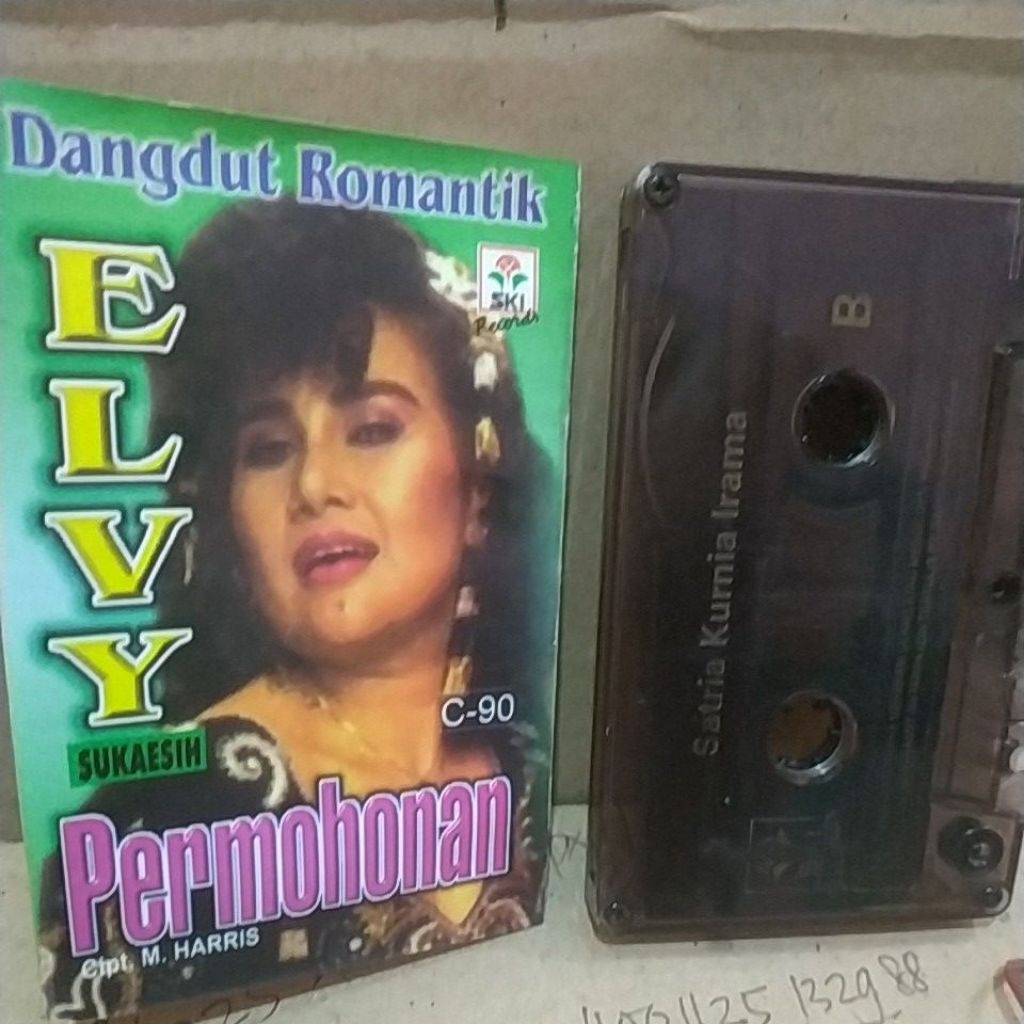 Dangdut Romantik
ELVY
SUKAESIH
SKI
Records
C-90
Permohonan
Cipt. M. HARRIS
B
Satria Kurnia Irama